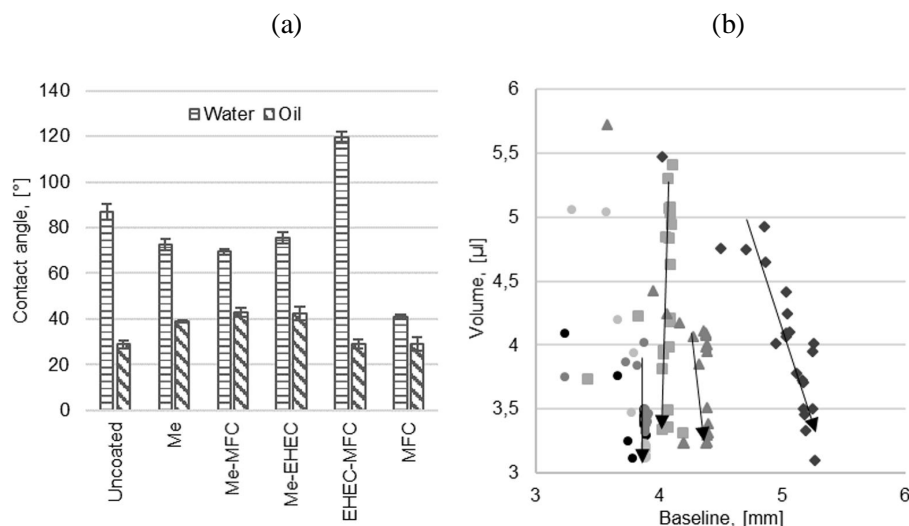 (a)
(b)
Contact angle, [°]
140
120
100
80
60
40
20
0
Water Oil
Uncoated
Me
Me-MFC
Me-EHEC
EHEC-MFC
MFC
Volume, [µl]
6
5,5
5
4,5
4
3,5
3
3 4 5 6
Baseline, [mm]